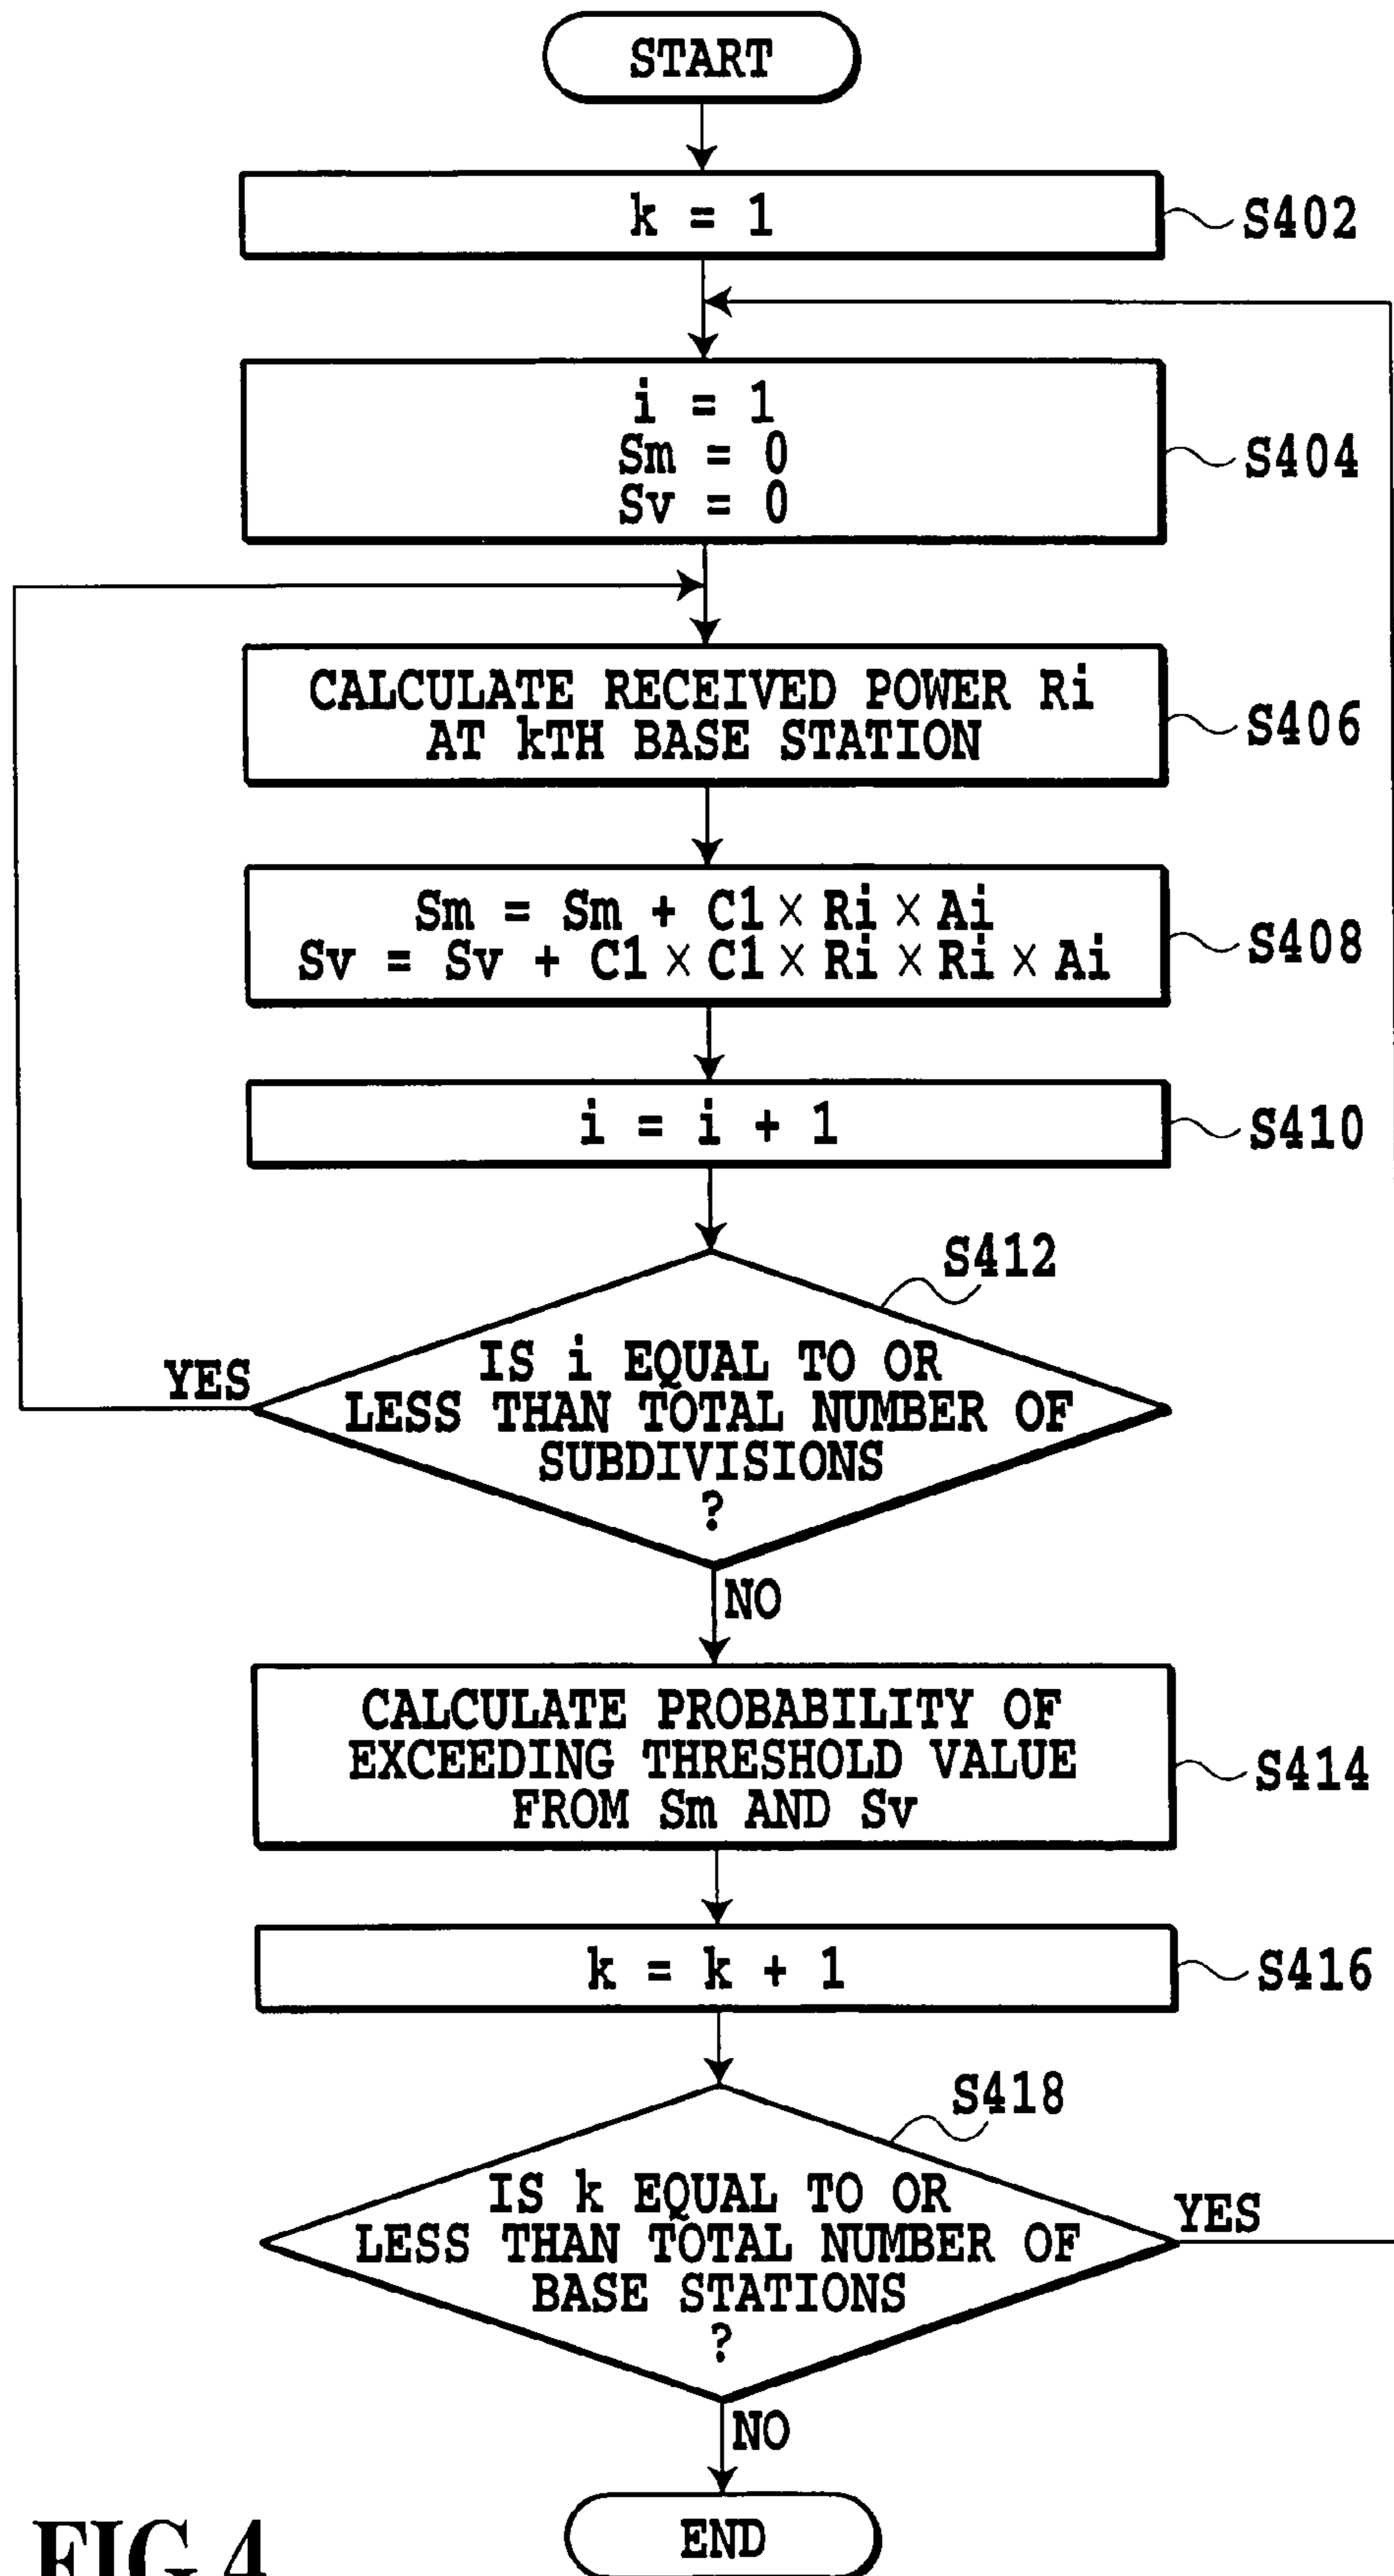 START
k = 1
S402
i = 1
Sm = 0
Sv = 0
S404
CALCULATE RECEIVED POWER Ri
AT kTH BASE STATION
S406
Sm = Sm + C1 × Ri × Ai
Sv = Sv + C1 × C1 × Ri × Ri × Ai
S408
i = i + 1
S410
S412
IS i EQUAL TO OR
LESS THAN TOTAL NUMBER OF
SUBDIVISIONS
?
YES
NO
CALCULATE PROBABILITY OF
EXCEEDING THRESHOLD VALUE
FROM Sm AND Sv
S414
k = k + 1
S416
S418
IS k EQUAL TO OR
LESS THAN TOTAL NUMBER OF
BASE STATIONS
?
YES
NO
END
FIG.4